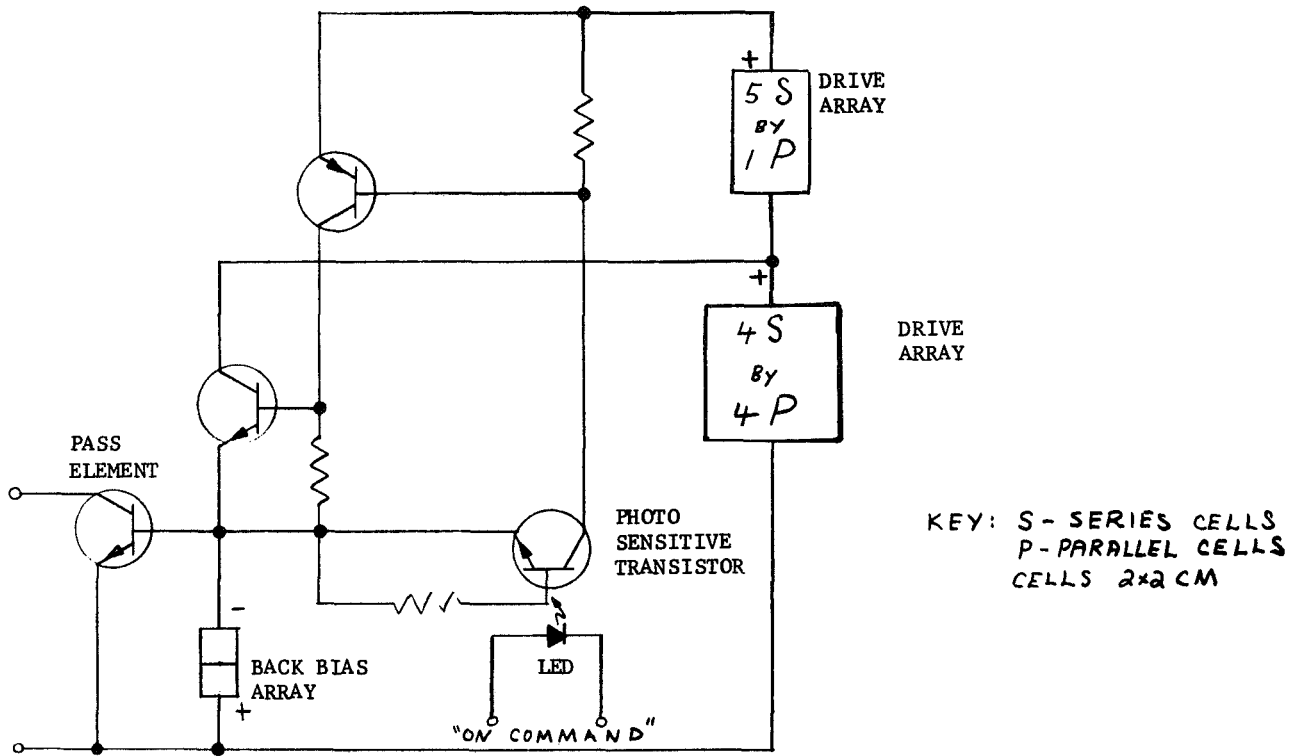 +
5 S
BY
1 P
DRIVE
ARRAY
+
4 S
BY
4 P
DRIVE
ARRAY
PASS
ELEMENT
PHOTO
SENSITIVE
TRANSISTOR
KEY: S - SERIES CELLS
P - PARALLEL CELLS
CELLS 2x2 CM
-
BACK BIAS
ARRAY
+
LED
"ON COMMAND"